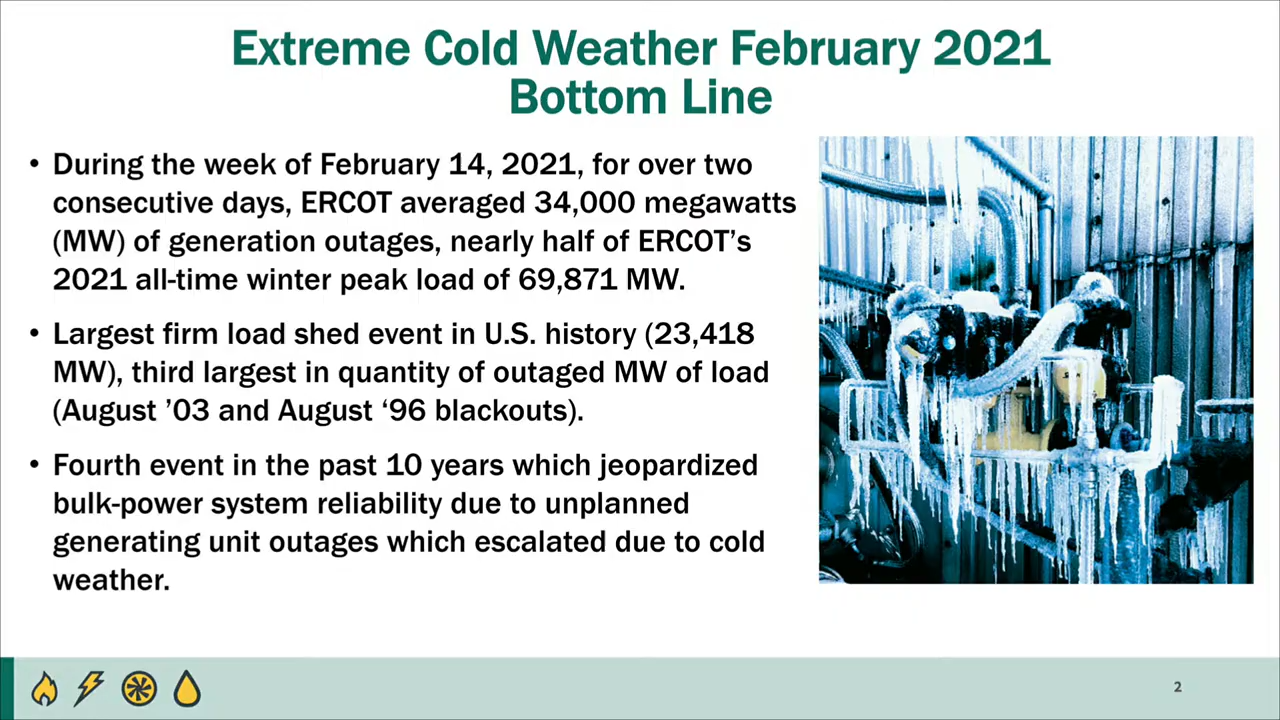 Extreme Cold Weather February 2021
Bottom Line
• During the week of February 14, 2021, for over two
consecutive days, ERCOT averaged 34,000 megawatts
(MW) of generation outages, nearly half of ERCOT’s
2021 all-time winter peak load of 69,871 MW.
• Largest firm load shed event in U.S. history (23,418
MW), third largest in quantity of outaged MW of load
(August ’03 and August ‘96 blackouts).
• Fourth event in the past 10 years which jeopardized
bulk-power system reliability due to unplanned
generating unit outages which escalated due to cold
weather.
2